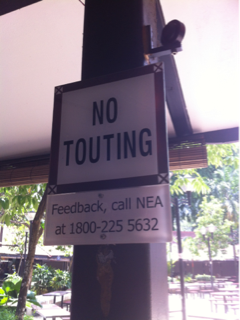 NO
TOUTING
Feedback, call NEA
at 1800-225 5632